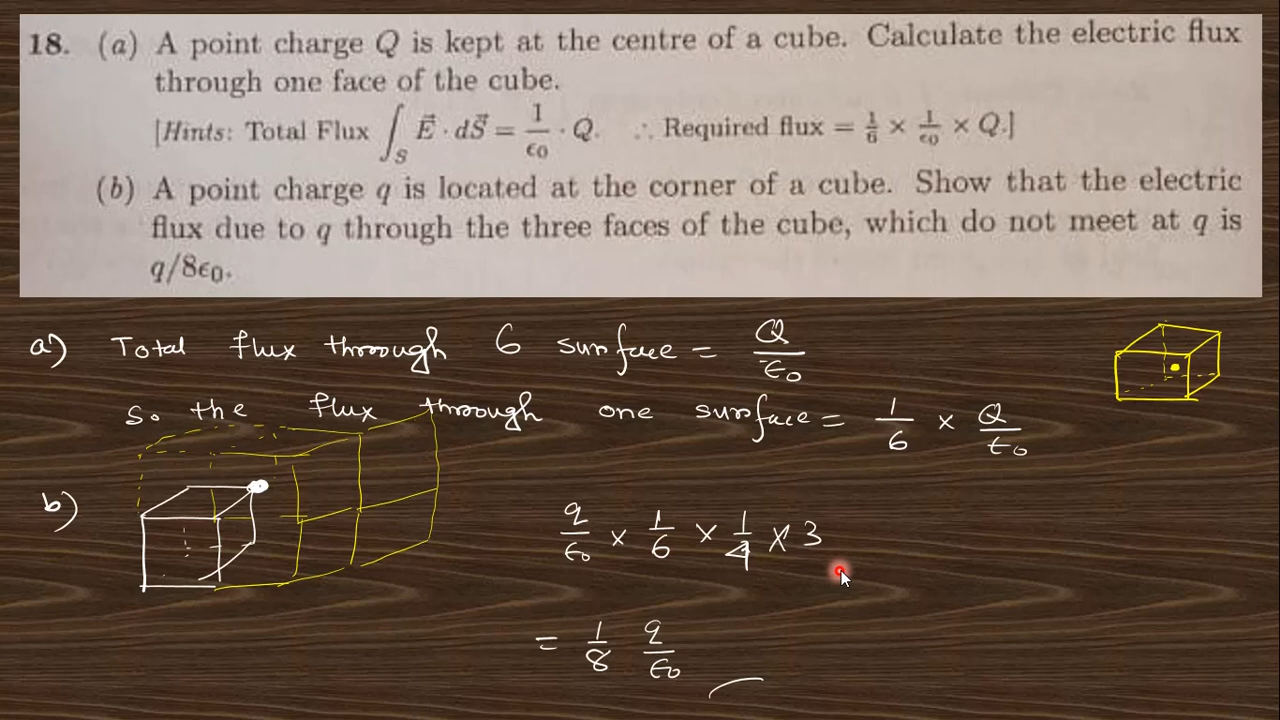 18. (a) A point charge Q is kept at the centre of a cube. Calculate the electric flux
through one face of the cube.
[Hints: Total Flux ∫_S E⃗ · dS⃗ = 1/ϵ₀ · Q. ∴ Required flux = 1/6 × 1/ϵ₀ × Q.]
(b) A point charge q is located at the corner of a cube. Show that the electric
flux due to q through the three faces of the cube, which do not meet at q is
q/8ϵ₀.
a) Total flux through 6 surface = Q/ϵ₀
So the flux through one surface = 1/6 × Q/ϵ₀
b)
q/ϵ₀ × 1/6 × 1/4 × 3
= 1/8 q/ϵ₀